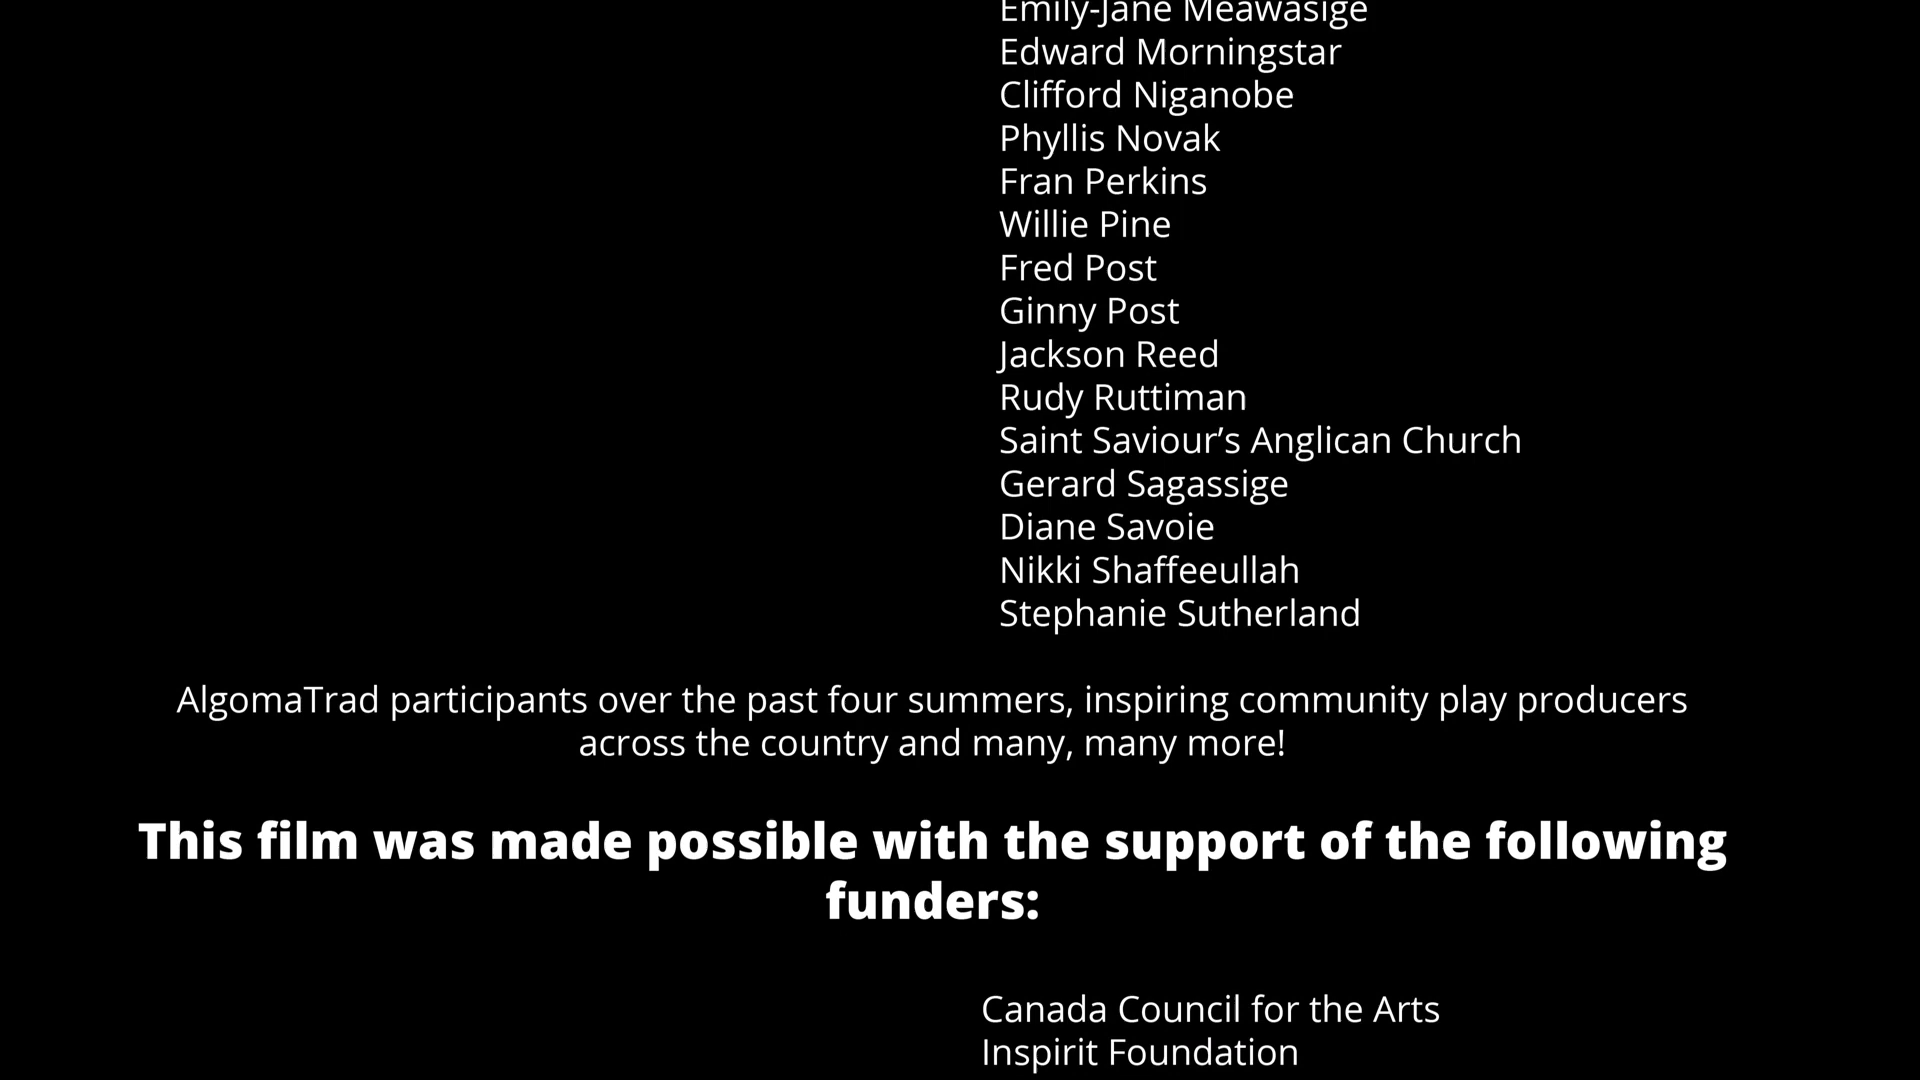 Emily-Jane Meawasige
Edward Morningstar
Clifford Niganobe
Phyllis Novak
Fran Perkins
Willie Pine
Fred Post
Ginny Post
Jackson Reed
Rudy Ruttiman
Saint Saviour’s Anglican Church
Gerard Sagassige
Diane Savoie
Nikki Shaffeeullah
Stephanie Sutherland
AlgomaTrad participants over the past four summers, inspiring community play producers
across the country and many, many more!
This film was made possible with the support of the following
funders:
Canada Council for the Arts
Inspirit Foundation